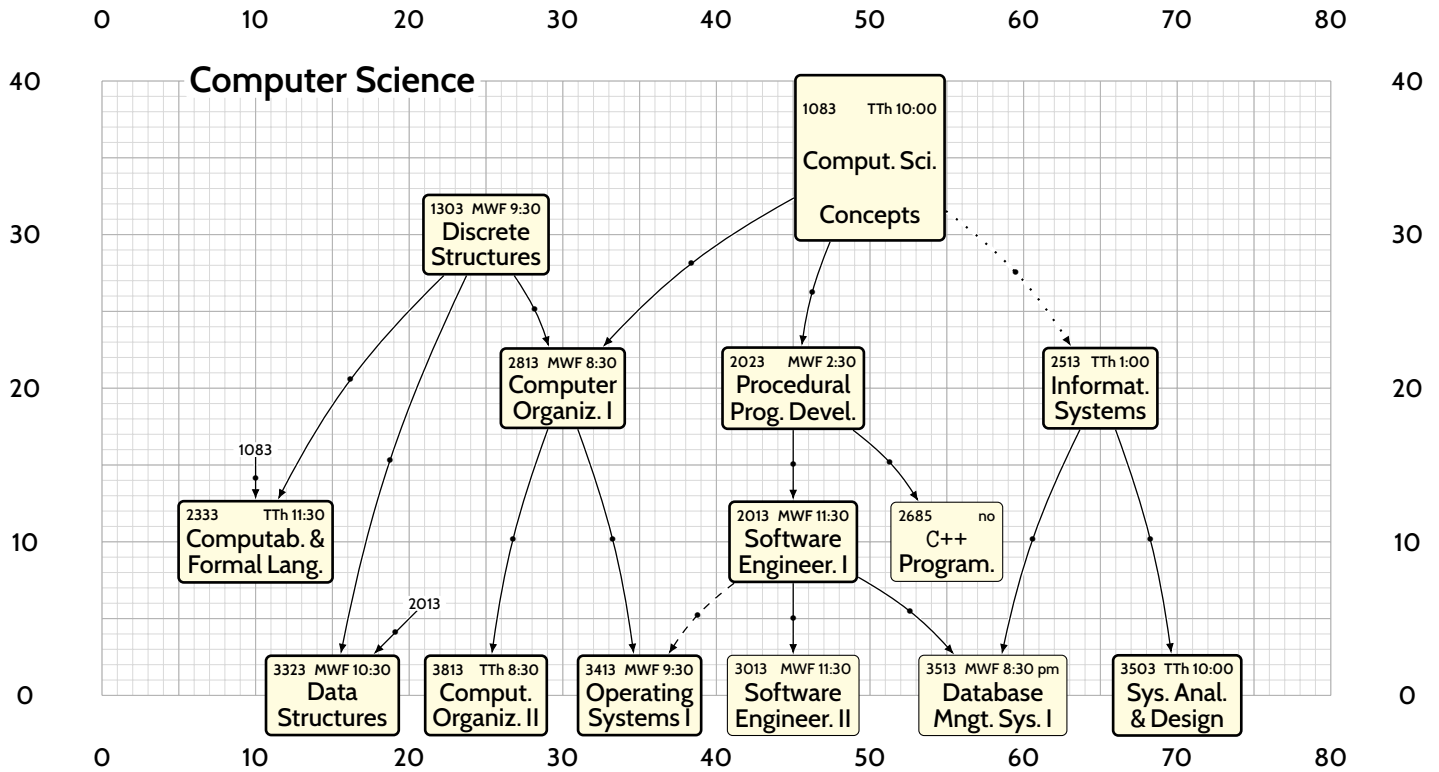 0 10 20 30 40 50 60 70 80
40 Computer Science 40
1083 TTh 10:00
Comput. Sci.
Concepts
1303 MWF 9:30
Discrete
Structures
30 30
2813 MWF 8:30
Computer
Organiz. I
2023 MWF 2:30
Procedural
Prog. Devel.
2513 TTh 1:00
Informat.
Systems
20 20
1083
2333 TTh 11:30
Computab. &
Formal Lang.
2013 MWF 11:30
Software
Engineer. I
2685 no
C++
Program.
10 10
2013
3323 MWF 10:30
Data
Structures
3813 TTh 8:30
Comput.
Organiz. II
3413 MWF 9:30
Operating
Systems I
3013 MWF 11:30
Software
Engineer. II
3513 MWF 8:30 pm
Database
Mngt. Sys. I
3503 TTh 10:00
Sys. Anal.
& Design
0 0
0 10 20 30 40 50 60 70 80